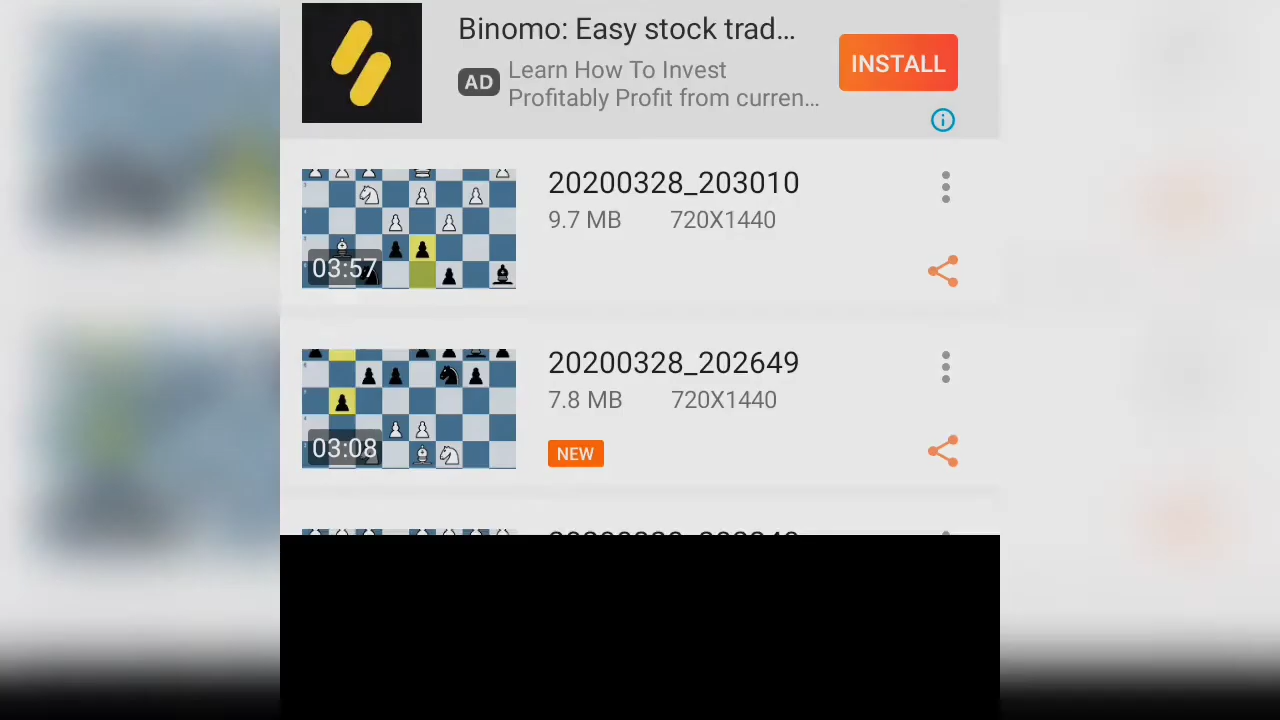 Binomo: Easy stock trad...
AD
Learn How To Invest
Profitably Profit from curren...
INSTALL
20200328_203010
9.7 MB 720X1440
03:57
20200328_202649
7.8 MB 720X1440
03:08
NEW